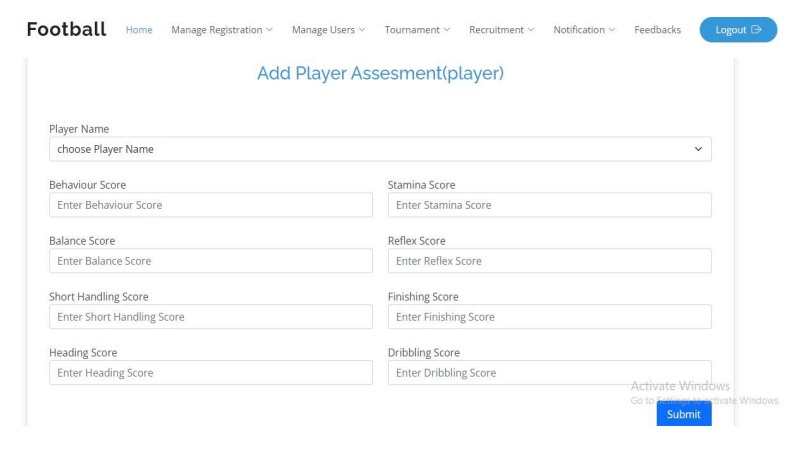 Football Home Manage Registration Manage Users Tournament Recruitment Notification Feedbacks Logout
Add Player Assesment(player)
Player Name
choose Player Name
Behaviour Score Stamina Score
Enter Behaviour Score Enter Stamina Score
Balance Score Reflex Score
Enter Balance Score Enter Reflex Score
Short Handling Score Finishing Score
Enter Short Handling Score Enter Finishing Score
Heading Score Dribbling Score
Enter Heading Score Enter Dribbling Score
Activate Windows
Go to Settings to activate Windows.
Submit